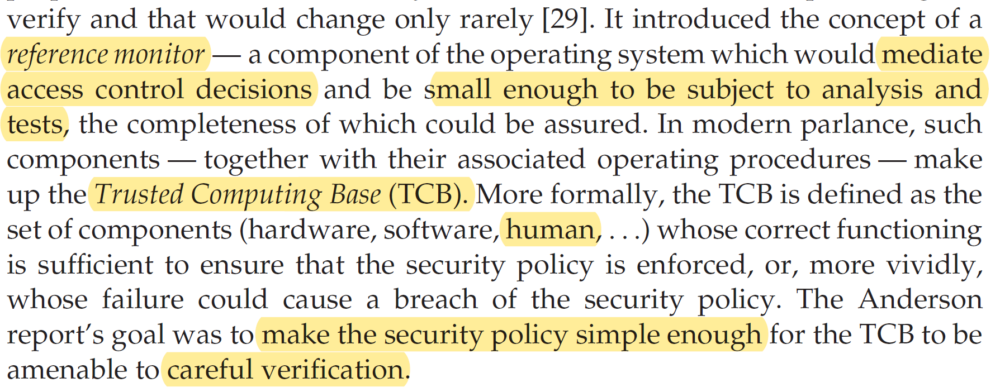 verify and that would change only rarely [29]. It introduced the concept of a
reference monitor — a component of the operating system which would mediate
access control decisions and be small enough to be subject to analysis and
tests, the completeness of which could be assured. In modern parlance, such
components — together with their associated operating procedures — make
up the Trusted Computing Base (TCB). More formally, the TCB is defined as the
set of components (hardware, software, human, . . .) whose correct functioning
is sufficient to ensure that the security policy is enforced, or, more vividly,
whose failure could cause a breach of the security policy. The Anderson
report’s goal was to make the security policy simple enough for the TCB to be
amenable to careful verification.